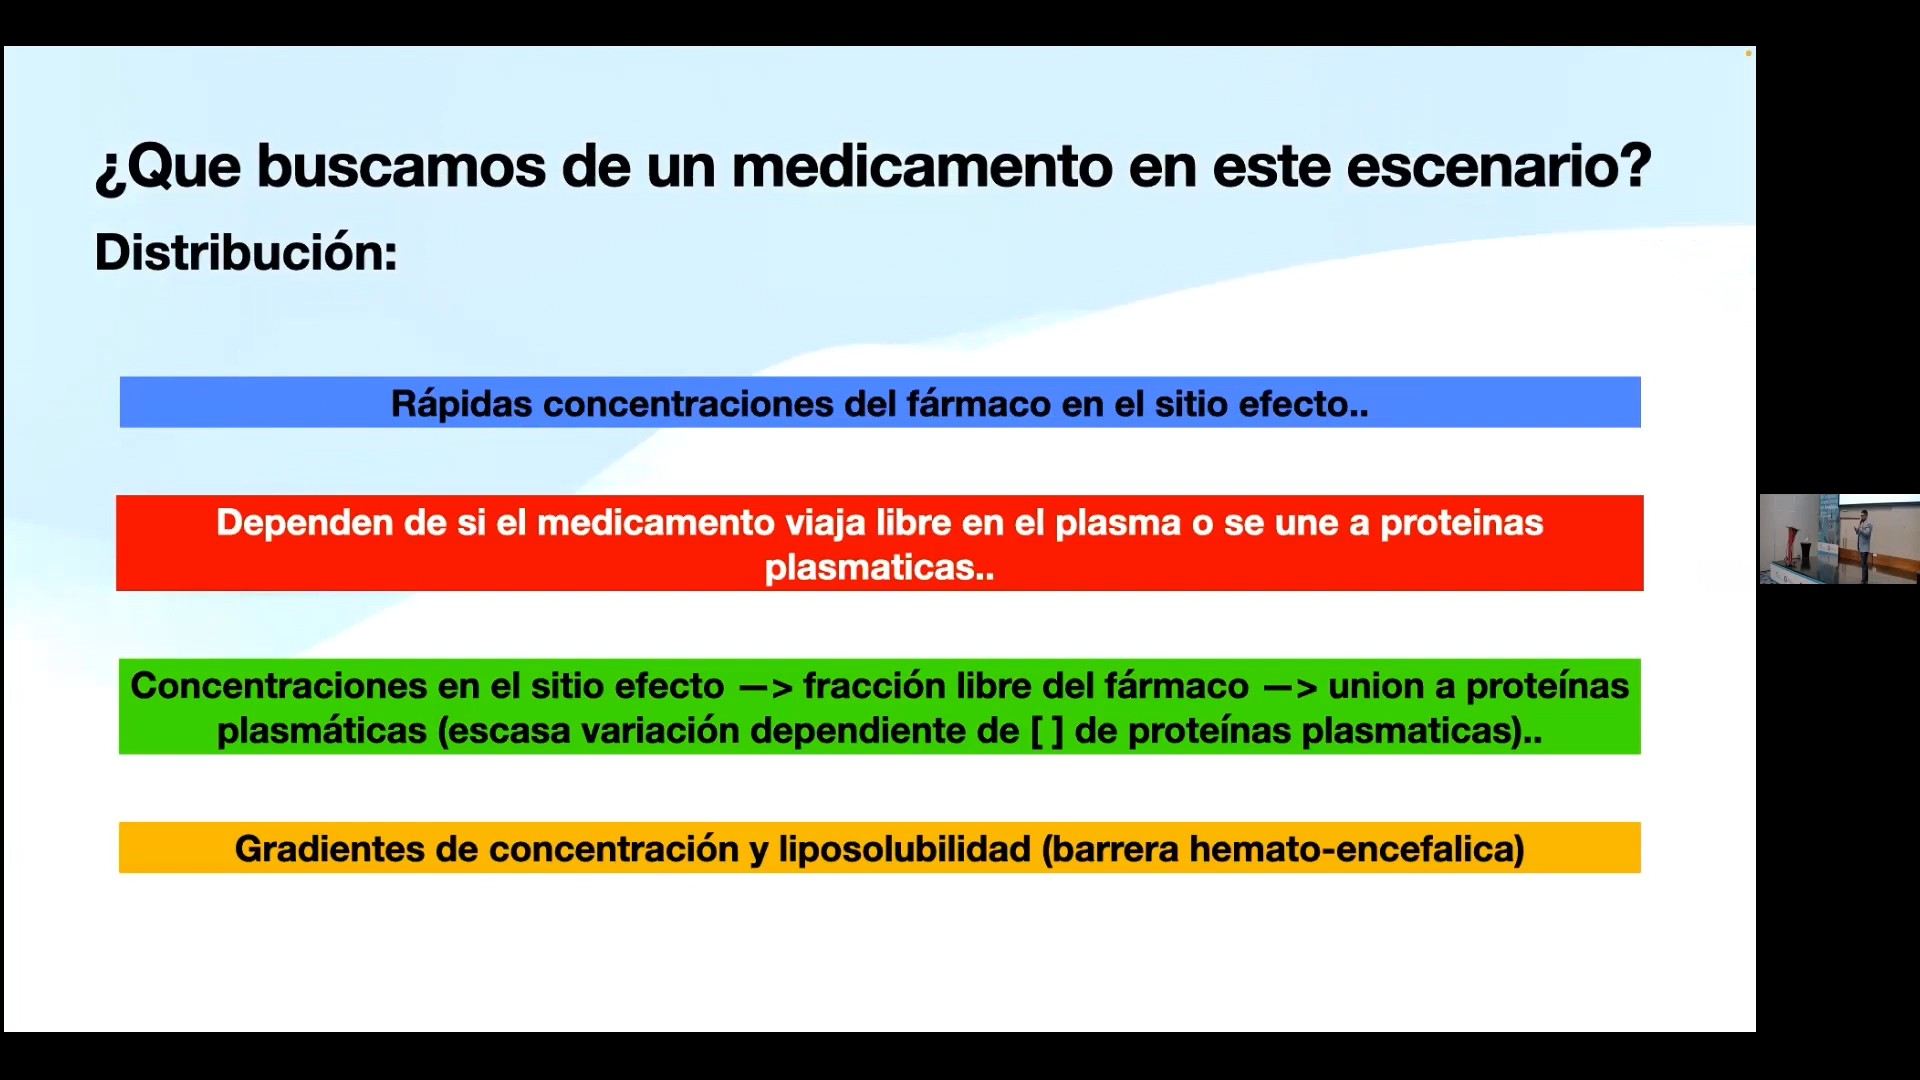 ¿Que buscamos de un medicamento en este escenario?
Distribución:
Rápidas concentraciones del fármaco en el sitio efecto..
Dependen de si el medicamento viaja libre en el plasma o se une a proteinas
plasmaticas..
Concentraciones en el sitio efecto —> fracción libre del fármaco —> union a proteínas
plasmáticas (escasa variación dependiente de [ ] de proteínas plasmaticas)..
Gradientes de concentración y liposolubilidad (barrera hemato-encefalica)